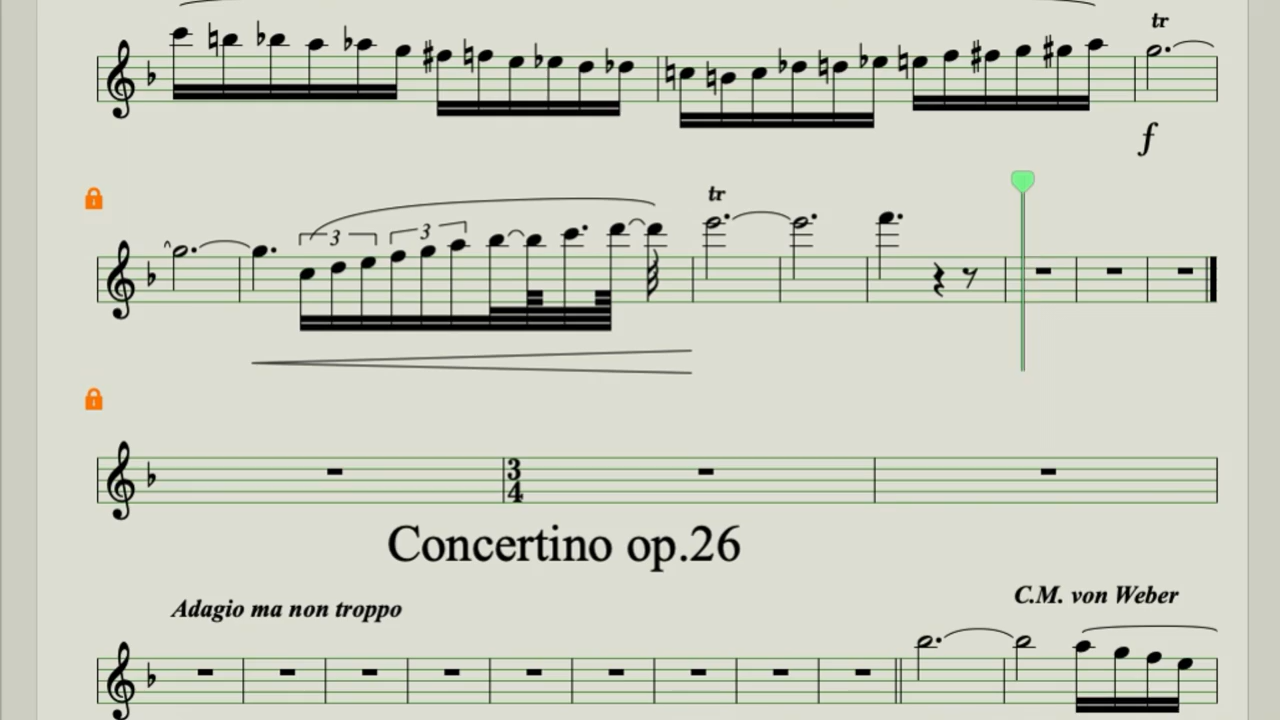 tr
f
tr
3 3
3
4
Concertino op.26
C.M. von Weber
Adagio ma non troppo